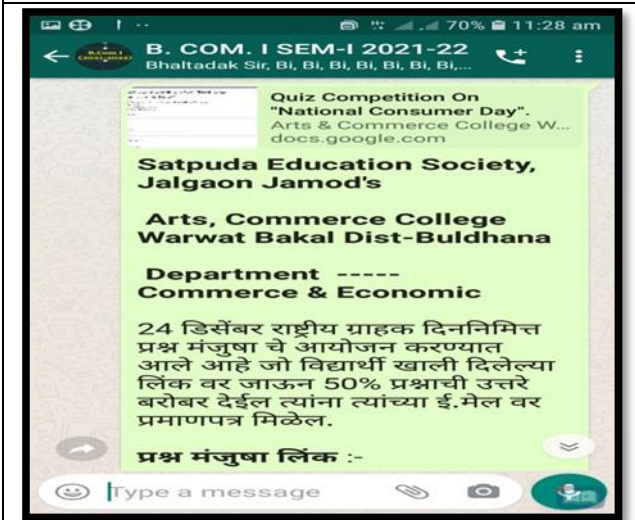 70% 11:28 am
B. COM. I SEM-I 2021-22
Bhaltadak Sir, Bi, Bi, Bi, Bi, Bi, Bi, Bi,...
Quiz Competition On
"National Consumer Day".
Arts & Commerce College W...
docs.google.com
Satpuda Education Society,
Jalgaon Jamod's
Arts, Commerce College
Warwat Bakal Dist-Buldhana
Department -----
Commerce & Economic
24 डिसेंबर राष्ट्रीय ग्राहक दिननिमित्त
प्रश्न मंजुषा चे आयोजन करण्यात
आले आहे जो विद्यार्थी खाली दिलेल्या
लिंक वर जाऊन 50% प्रश्नाची उत्तरे
बरोबर देईल त्यांना त्यांच्या ई.मेल वर
प्रमाणपत्र मिळेल.
प्रश्न मंजुषा लिंक :-
Type a message